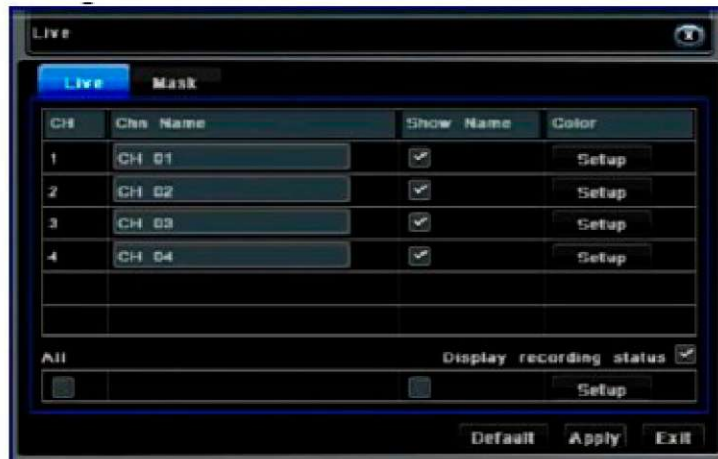 Live
Live Mask
CH Chn Name Show Name Color
1 CH 01 Setup
2 CH 02 Setup
3 CH 03 Setup
4 CH 04 Setup
All Display recording status
Setup
Default Apply Exit